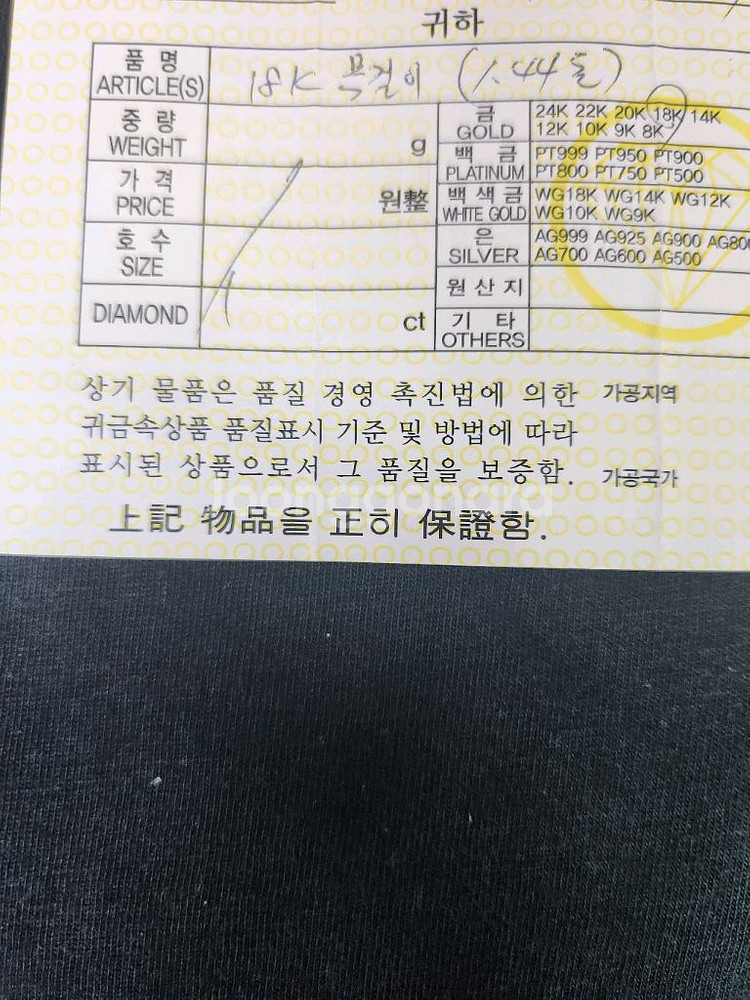 귀하
품 명
ARTICLE(S)
18K 목걸이 (1.44돈)
중 량
WEIGHT
g
가 격
PRICE
원整
호 수
SIZE
DIAMOND
ct
금
GOLD
24K 22K 20K 18K 14K
12K 10K 9K 8K
백 금
PLATINUM
PT999 PT950 PT900
PT800 PT750 PT500
백 색 금
WHITE GOLD
WG18K WG14K WG12K
WG10K WG9K
은
SILVER
AG999 AG925 AG900 AG800
AG700 AG600 AG500
원 산 지
기 타
OTHERS
상기 물품은 품질 경영 촉진법에 의한
귀금속상품 품질표시 기준 및 방법에 따라
표시된 상품으로서 그 품질을 보증함.
가공지역
가공국가
joonggonara
上記 物品을 正히 保證함.